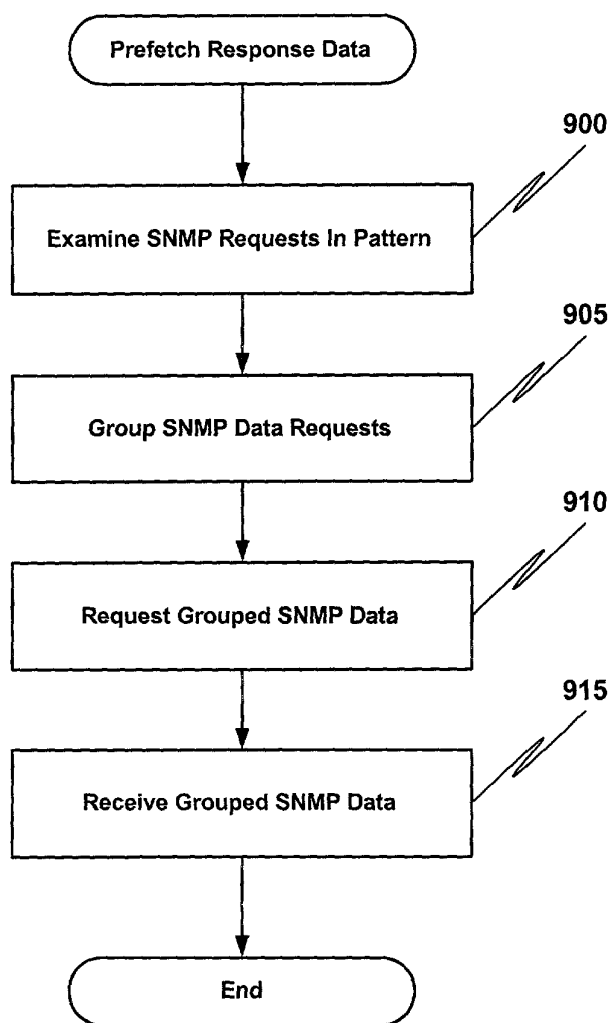 Prefetch Response Data
900
Examine SNMP Requests In Pattern
905
Group SNMP Data Requests
910
Request Grouped SNMP Data
915
Receive Grouped SNMP Data
End